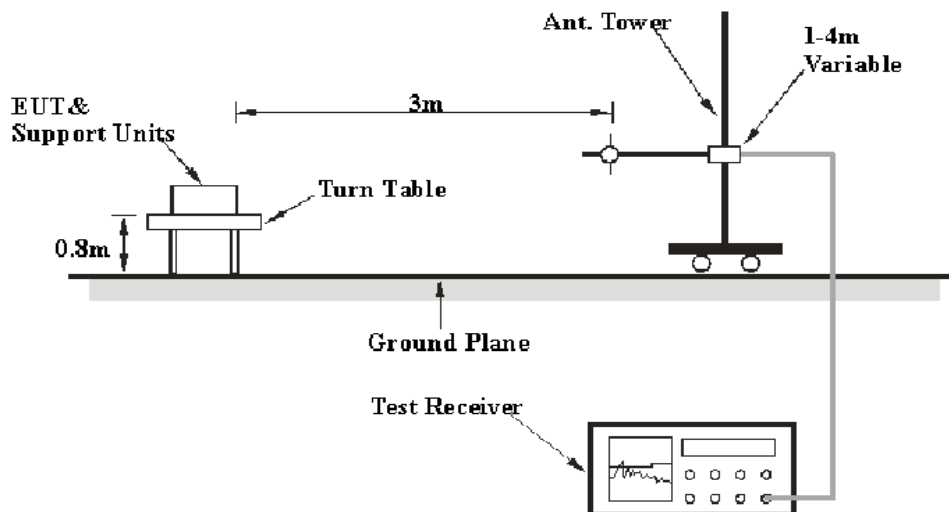 Ant. Tower
1-4m
Variable
EUT&
Support Units
3m
Turn Table
0.8m
Ground Plane
Test Receiver